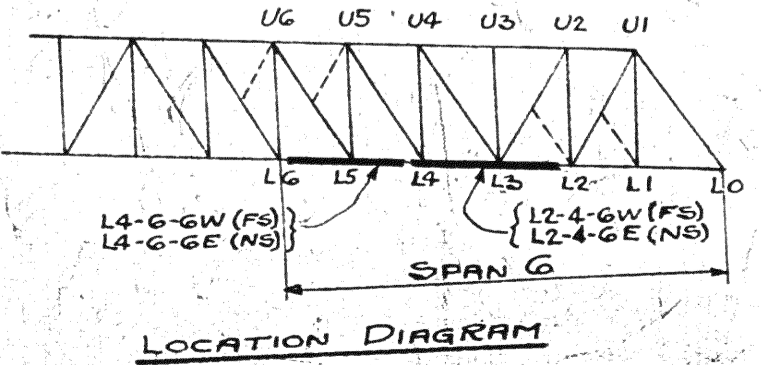 U6 U5 U4 U3 U2 U1
L6 L5 L4 L3 L2 L1 L0
L4-6-6W (FS)
L4-6-6E (NS)
L2-4-6W (FS)
L2-4-6E (NS)
SPAN 6
LOCATION DIAGRAM